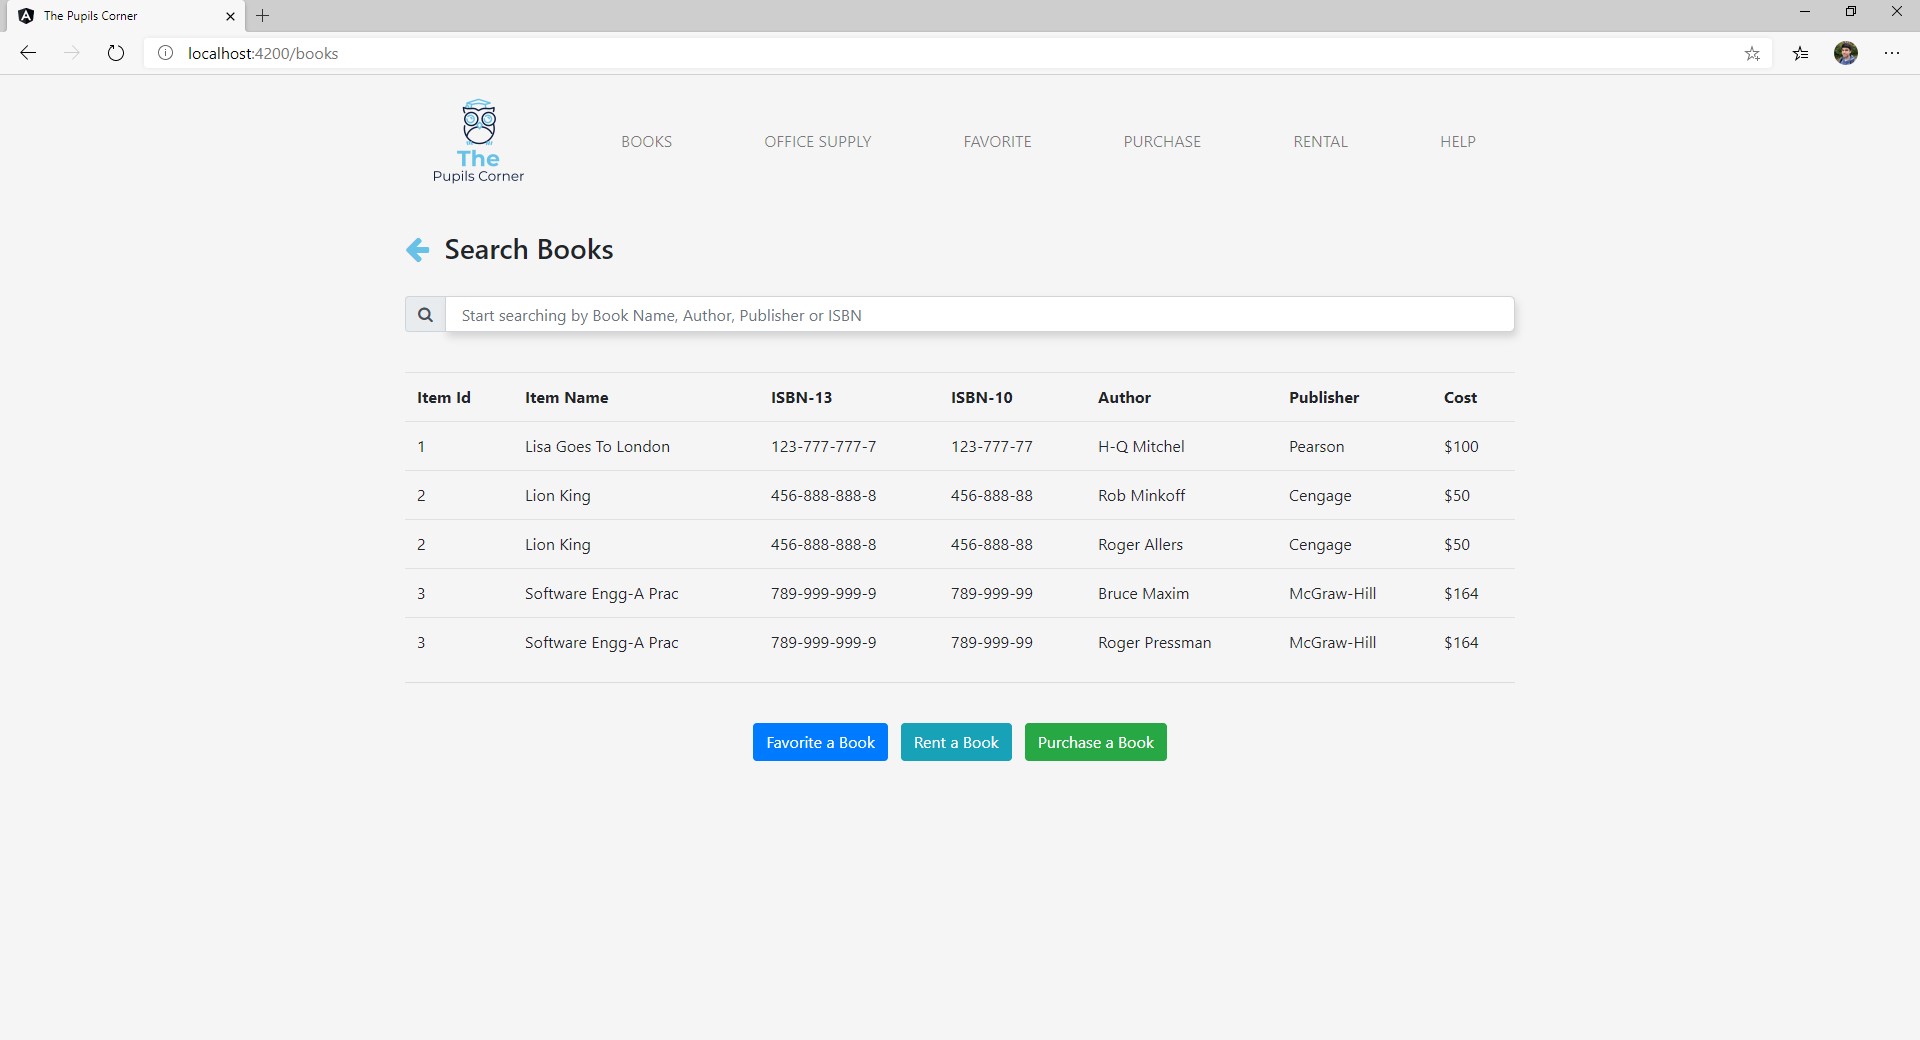 The Pupils Corner
localhost:4200/books
The
Pupils Corner
BOOKS OFFICE SUPPLY FAVORITE PURCHASE RENTAL HELP
Search Books
Start searching by Book Name, Author, Publisher or ISBN
Item Id Item Name ISBN-13 ISBN-10 Author Publisher Cost
1 Lisa Goes To London 123-777-777-7 123-777-77 H-Q Mitchel Pearson $100
2 Lion King 456-888-888-8 456-888-88 Rob Minkoff Cengage $50
2 Lion King 456-888-888-8 456-888-88 Roger Allers Cengage $50
3 Software Engg-A Prac 789-999-999-9 789-999-99 Bruce Maxim McGraw-Hill $164
3 Software Engg-A Prac 789-999-999-9 789-999-99 Roger Pressman McGraw-Hill $164
Favorite a Book Rent a Book Purchase a Book